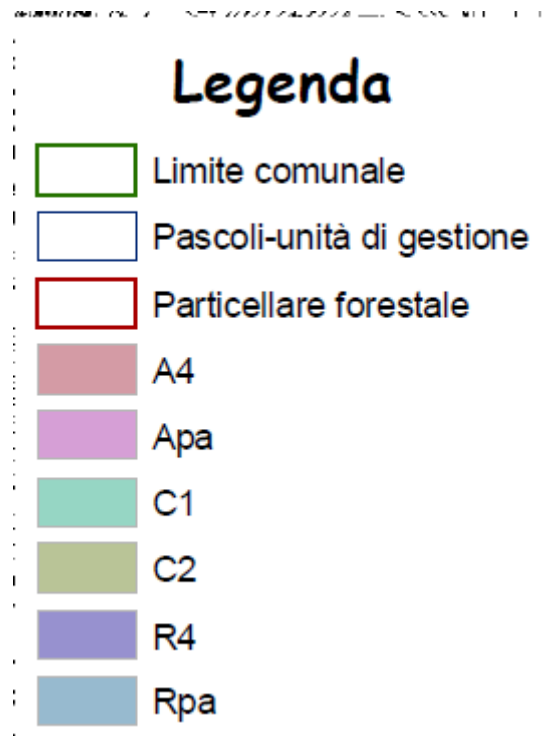 Legenda
Limite comunale
Pascoli-unità di gestione
Particellare forestale
A4
Apa
C1
C2
R4
Rpa